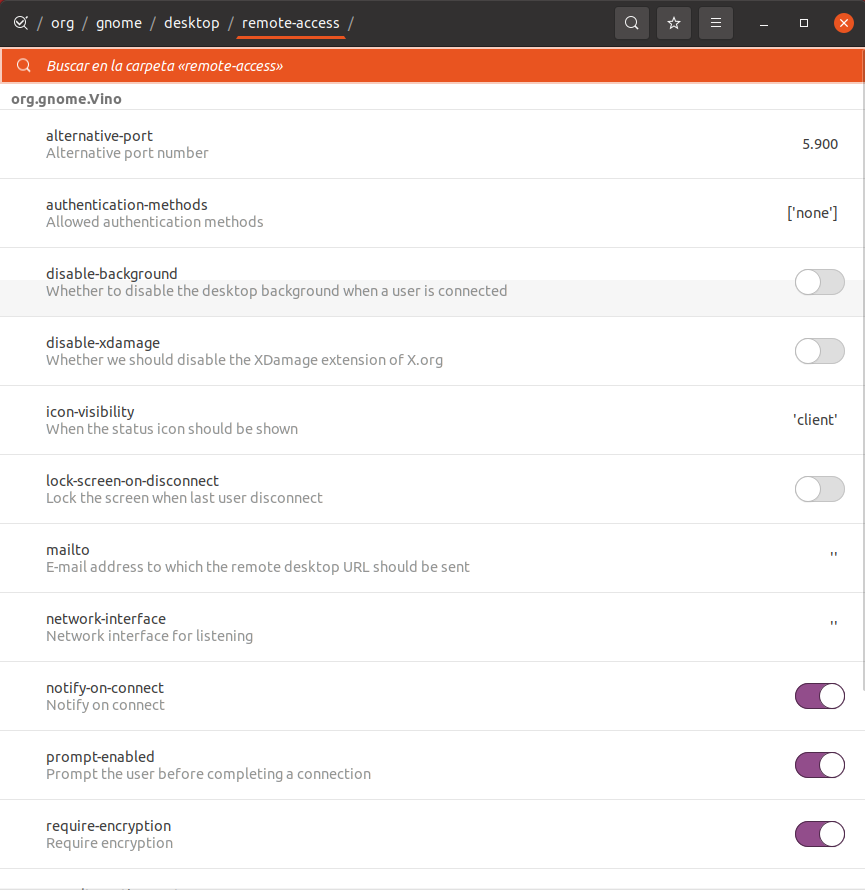 / org / gnome / desktop / remote-access /
Buscar en la carpeta «remote-access»
org.gnome.Vino
alternative-port
Alternative port number
5.900
authentication-methods
Allowed authentication methods
['none']
disable-background
Whether to disable the desktop background when a user is connected
disable-xdamage
Whether we should disable the XDamage extension of X.org
icon-visibility
When the status icon should be shown
'client'
lock-screen-on-disconnect
Lock the screen when last user disconnect
mailto
E-mail address to which the remote desktop URL should be sent
''
network-interface
Network interface for listening
''
notify-on-connect
Notify on connect
prompt-enabled
Prompt the user before completing a connection
require-encryption
Require encryption